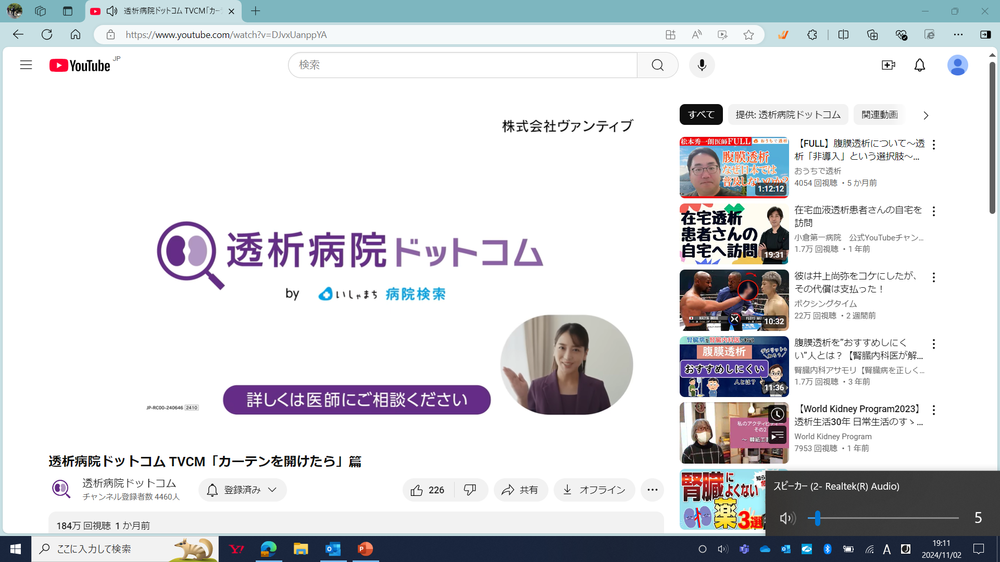 透析病院ドットコム TVCM「カーテ
https://www.youtube.com/watch?v=DJvxUanppYA
YouTube JP
検索
株式会社ヴァンティブ
透析病院ドットコム
by いしゃまち 病院検索
詳しくは医師にご相談ください
JP-RC00-240646 2410
透析病院ドットコム TVCM「カーテンを開けたら」篇
透析病院ドットコム
チャンネル登録者数 4460人
登録済み
226
共有
オフライン
184万 回視聴 1 か月前
すべて
提供: 透析病院ドットコム
関連動画
松本秀一朗医師FULL
おうちで透析
腹膜透析
なぜ日本では
普及しないのか?
1:12:12
【FULL】腹膜透析について～透
析「非導入」という選択肢～...
おうちで透析
4054 回視聴 ・5 か月前
在宅透析
患者さんの
自宅へ訪問
19:31
在宅血液透析患者さんの自宅を
訪問
小倉第一病院 公式YouTubeチャン...
1.7万 回視聴 ・1 年前
NAOYA INOUE
10:32
彼は井上尚弥をコケにしたが、
その代償は支払った！
ボクシングタイム
22万 回視聴 ・2 週間前
腹膜透析
デメリットも
知ろう
おすすめしにくい
人とは？
11:36
腹膜透析を”おすすめしにく
い”人とは？【腎臓内科医が解...
腎臓内科アサモリ【腎臓病を正しく...
1.7万 回視聴 ・3 年前
私のアクティビティー
その2
～ 韓紙工芸
【World Kidney Program2023】
透析生活30年 日常生活のすゝ...
World Kidney Program
7953 回視聴 ・1 年前
腎臓に
よくない
薬3選
スピーカー (2- Realtek(R) Audio)
5
ここに入力して検索
A
19:11
2024/11/02